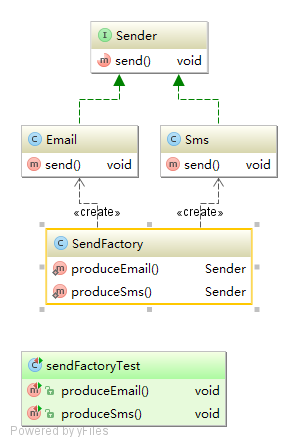 Sender
send() void
Email
send() void
Sms
send() void
«create»
«create»
SendFactory
produceEmail() Sender
produceSms() Sender
sendFactoryTest
produceEmail() void
produceSms() void
Powered by yFiles